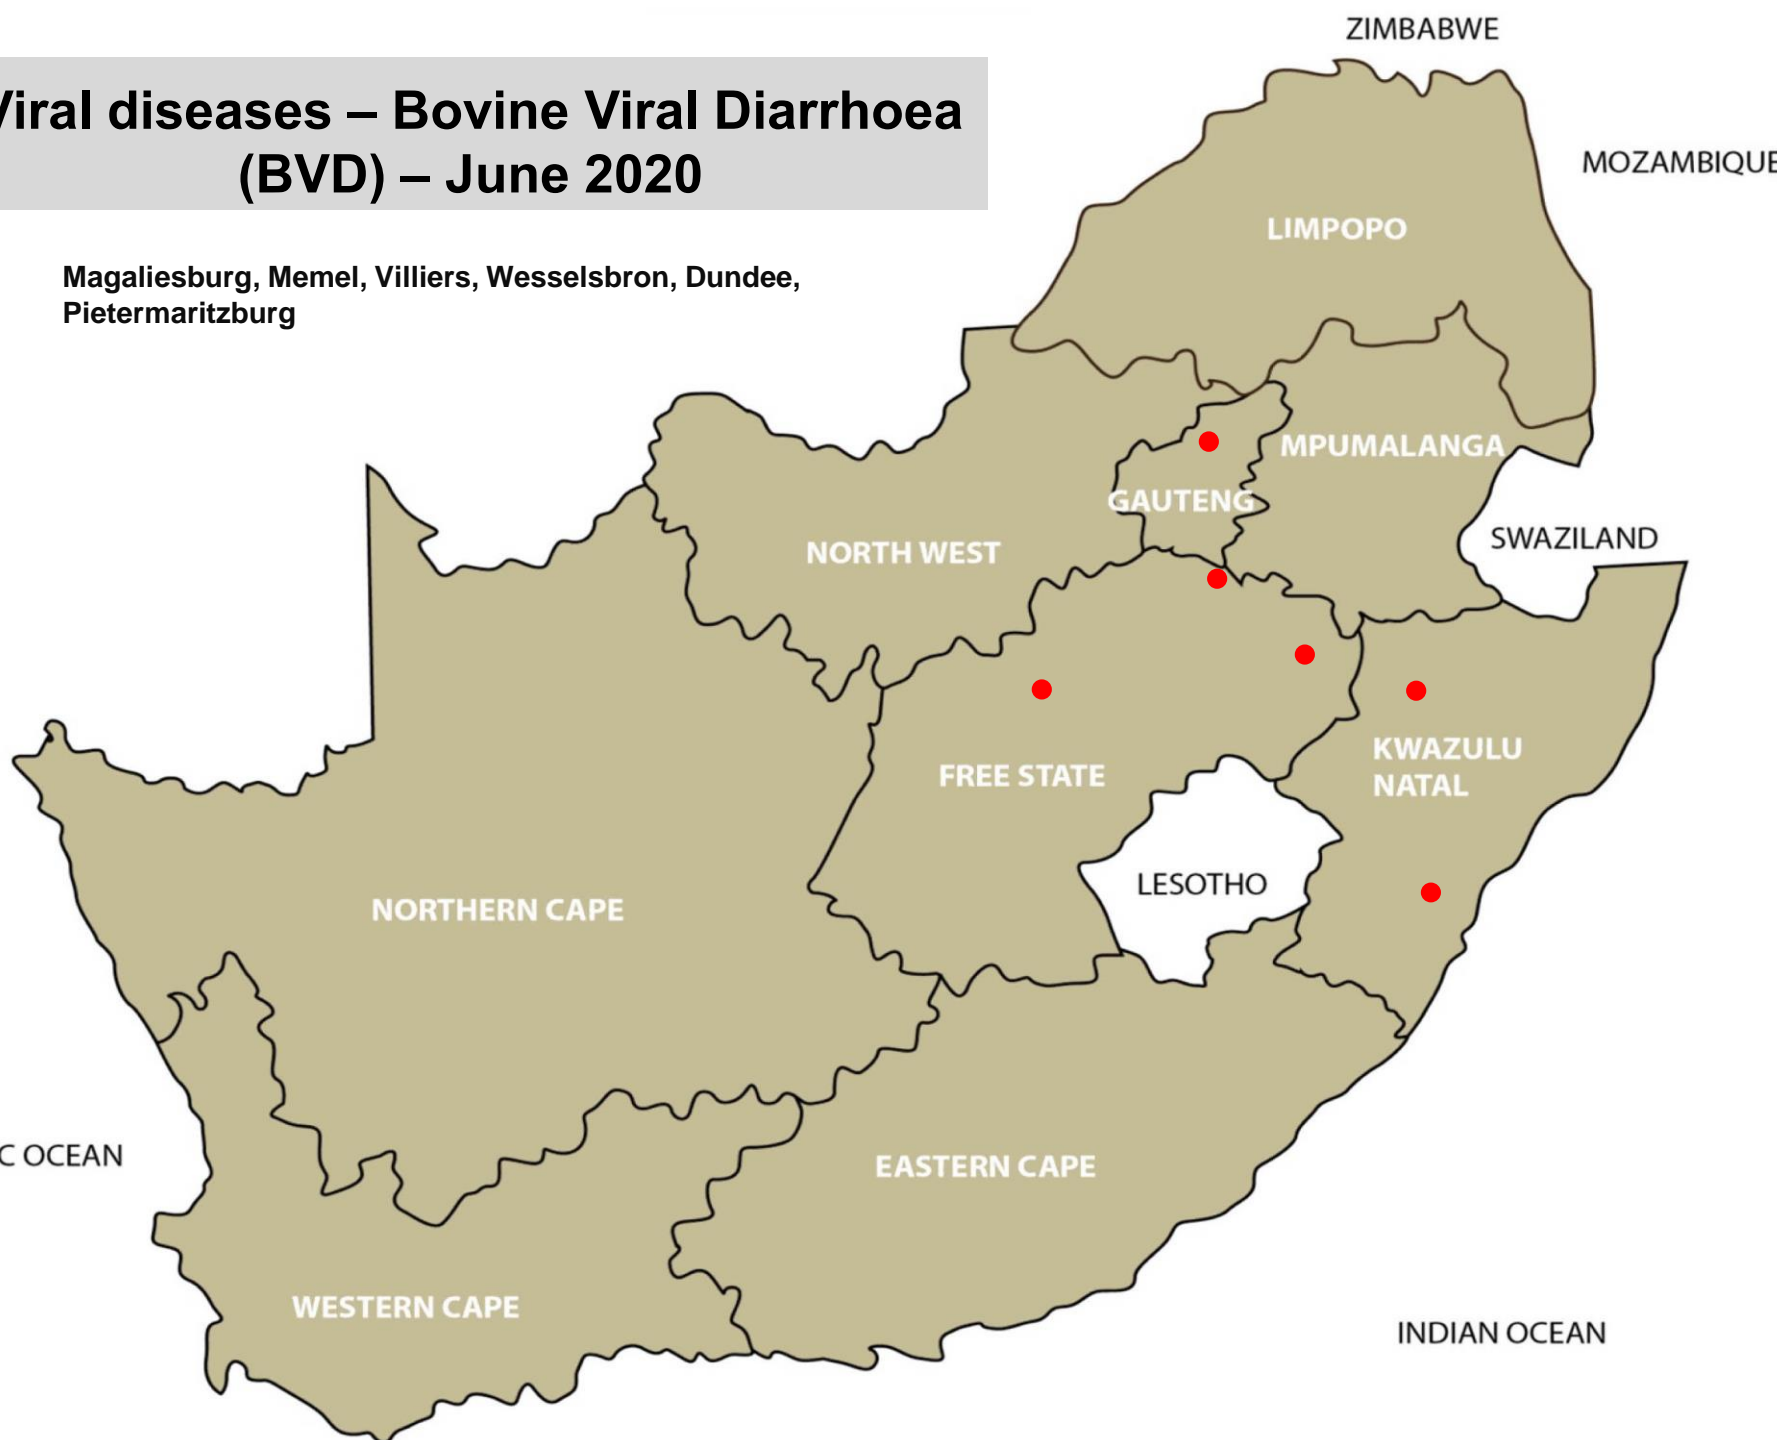 ZIMBABWE
Viral diseases – Bovine Viral Diarrhoea
(BVD) – June 2020
MOZAMBIQUE
LIMPOPO
Magaliesburg, Memel, Villiers, Wesselsbron, Dundee,
Pietermaritzburg
MPUMALANGA
GAUTENG
SWAZILAND
NORTH WEST
KWAZULU
NATAL
FREE STATE
LESOTHO
NORTHERN CAPE
C OCEAN
EASTERN CAPE
WESTERN CAPE
INDIAN OCEAN